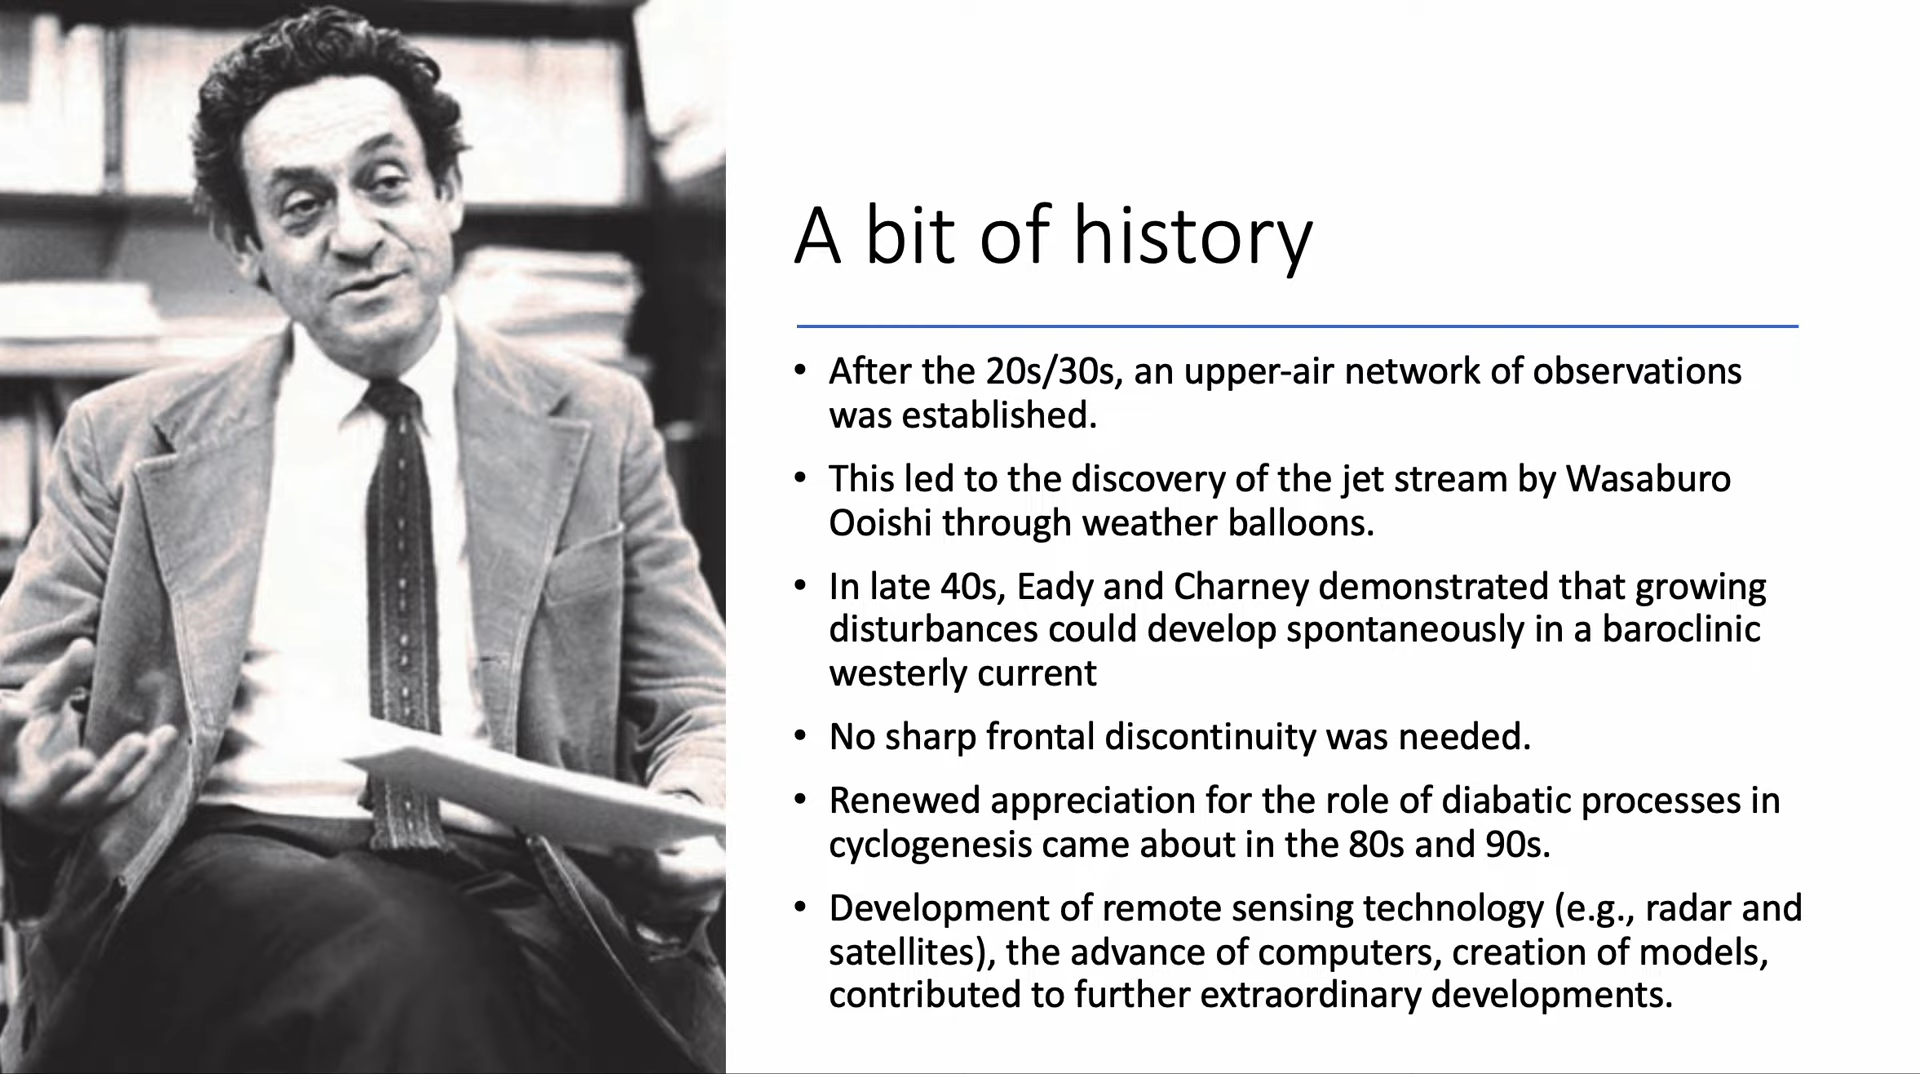 A bit of history
• After the 20s/30s, an upper-air network of observations
was established.
• This led to the discovery of the jet stream by Wasaburo
Ooishi through weather balloons.
• In late 40s, Eady and Charney demonstrated that growing
disturbances could develop spontaneously in a baroclinic
westerly current
• No sharp frontal discontinuity was needed.
• Renewed appreciation for the role of diabatic processes in
cyclogenesis came about in the 80s and 90s.
• Development of remote sensing technology (e.g., radar and
satellites), the advance of computers, creation of models,
contributed to further extraordinary developments.